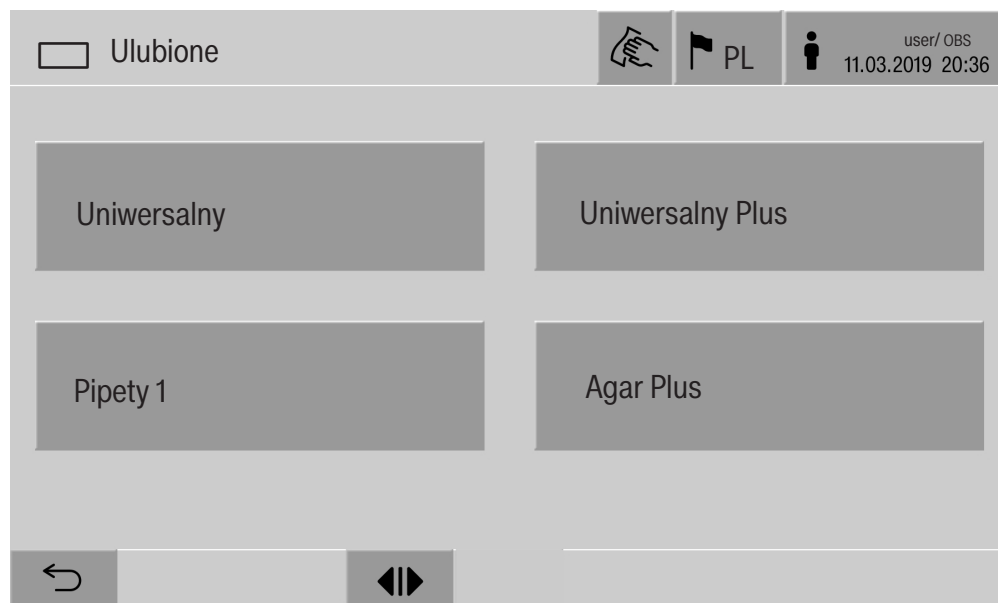 Ulubione
PL
user/ OBS
11.03.2019 20:36
Uniwersalny
Uniwersalny Plus
Pipety 1
Agar Plus